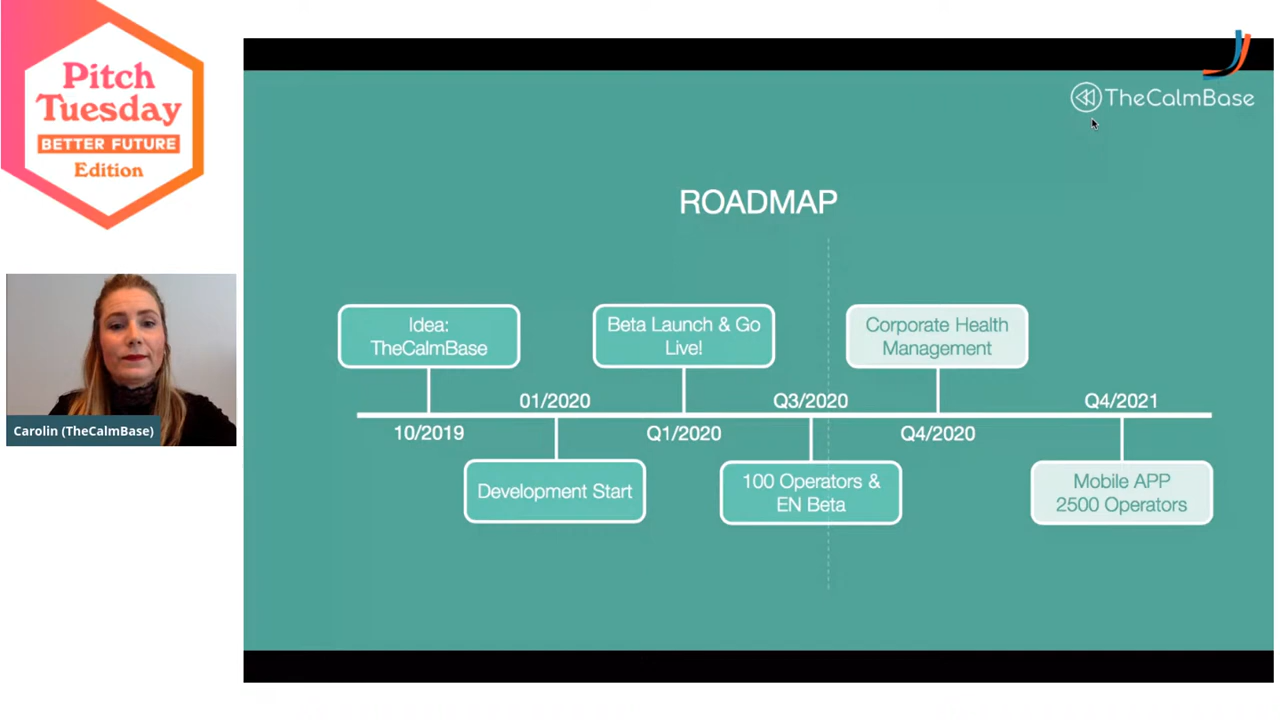 Pitch
Tuesday
BETTER FUTURE
Edition
TheCalmBase
ROADMAP
Idea:
TheCalmBase
Beta Launch & Go
Live!
Corporate Health
Management
01/2020
Q3/2020
Q4/2021
10/2019
Q1/2020
Q4/2020
Development Start
100 Operators &
EN Beta
Mobile APP
2500 Operators
Carolin (TheCalmBase)